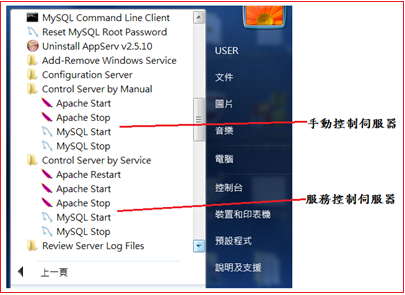 MySQL Command Line Client
Reset MySQL Root Password
Uninstall AppServ v2.5.10
Add-Remove Windows Service
Configuration Server
Control Server by Manual
Apache Start
Apache Stop
MySQL Start
MySQL Stop
Control Server by Service
Apache Restart
Apache Start
Apache Stop
MySQL Start
MySQL Stop
Review Server Log Files
上一頁
USER
文件
圖片
音樂
電腦
控制台
裝置和印表機
預設程式
說明及支援
手動控制伺服器
服務控制伺服器